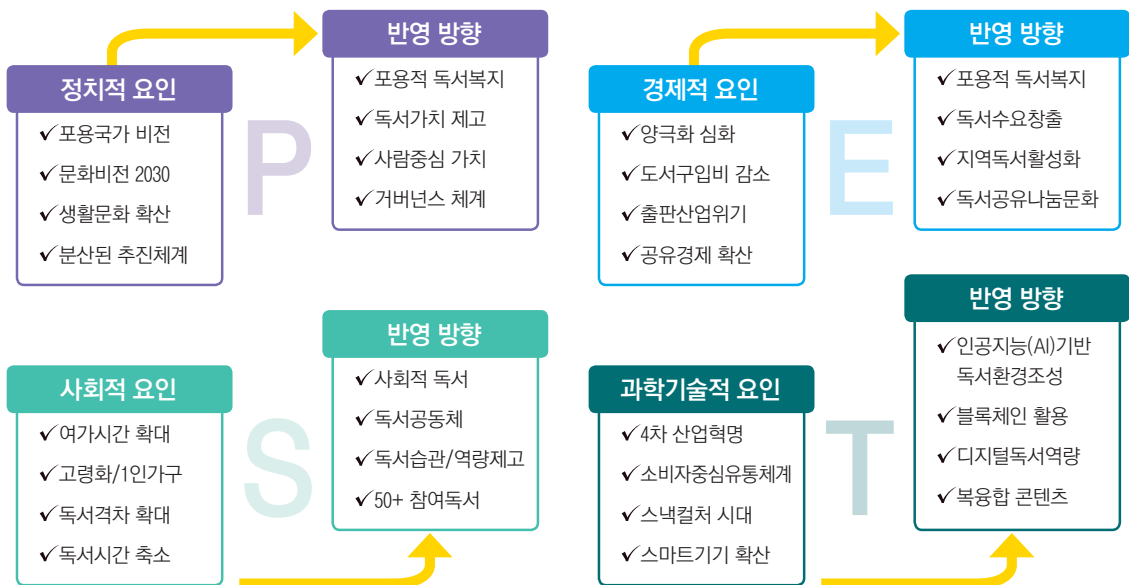 정치적 요인
✓포용국가 비전
✓문화비전 2030
✓생활문화 확산
✓분산된 추진체계
P
반영 방향
✓포용적 독서복지
✓독서가치 제고
✓사람중심 가치
✓거버넌스 체계
경제적 요인
✓양극화 심화
✓도서구입비 감소
✓출판산업위기
✓공유경제 확산
E
반영 방향
✓포용적 독서복지
✓독서수요창출
✓지역독서활성화
✓독서공유나눔문화
사회적 요인
✓여가시간 확대
✓고령화/1인가구
✓독서격차 확대
✓독서시간 축소
S
반영 방향
✓사회적 독서
✓독서공동체
✓독서습관/역량제고
✓50+ 참여독서
과학기술적 요인
✓4차 산업혁명
✓소비자중심유통체계
✓스낵컬처 시대
✓스마트기기 확산
T
반영 방향
✓인공지능(AI)기반
독서환경조성
✓블록체인 활용
✓디지털독서역량
✓복융합 콘텐츠